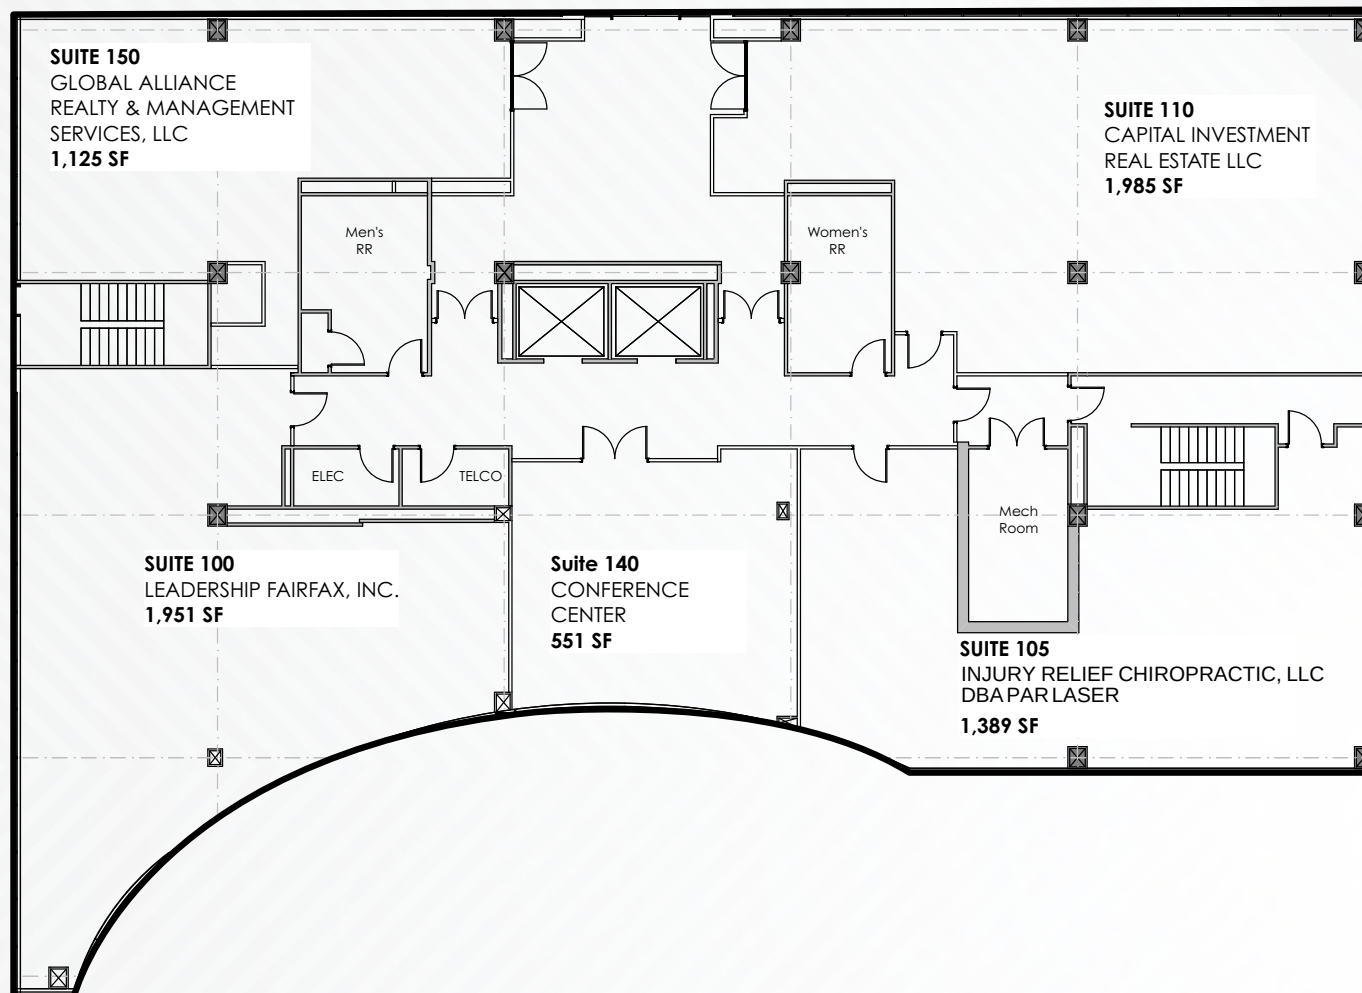 SUITE 150
GLOBAL ALLIANCE
REALTY & MANAGEMENT
SERVICES, LLC
1,125 SF
SUITE 110
CAPITAL INVESTMENT
REAL ESTATE LLC
1,985 SF
Men's
RR
Women's
RR
ELEC
TELCO
Mech
Room
SUITE 100
LEADERSHIP FAIRFAX, INC.
1,951 SF
Suite 140
CONFERENCE
CENTER
551 SF
SUITE 105
INJURY RELIEF CHIROPRACTIC, LLC
DBA PAR LASER
1,389 SF